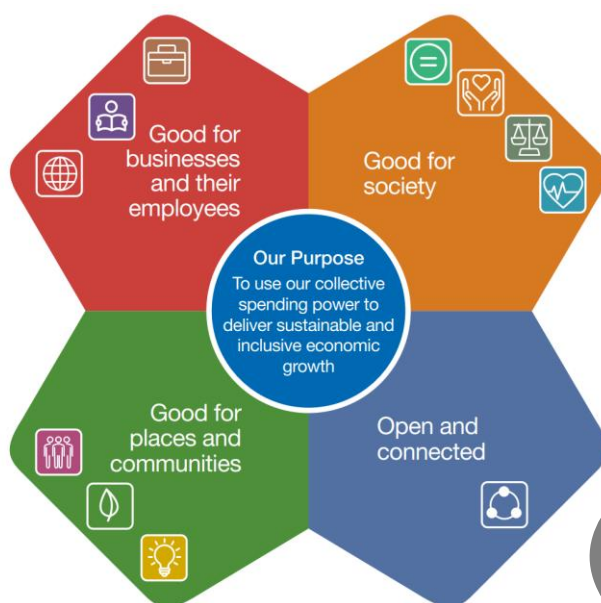 Good for
businesses
and their
employees
Good for
society
Our Purpose
To use our collective
spending power to
deliver sustainable and
inclusive economic
growth
Good for
places and
communities
Open and
connected